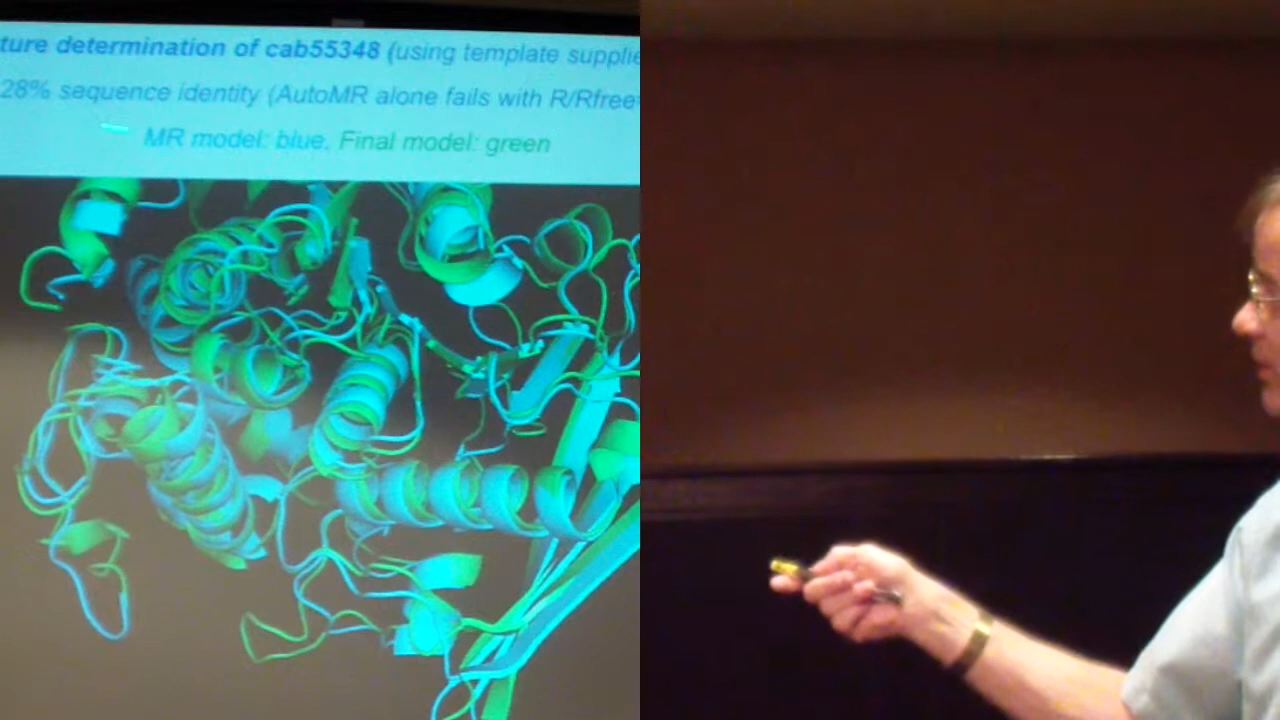 ture determination of cab55348 (using template supplie
28% sequence identity (AutoMR alone fails with R/Rfree
MR model: blue. Final model: green